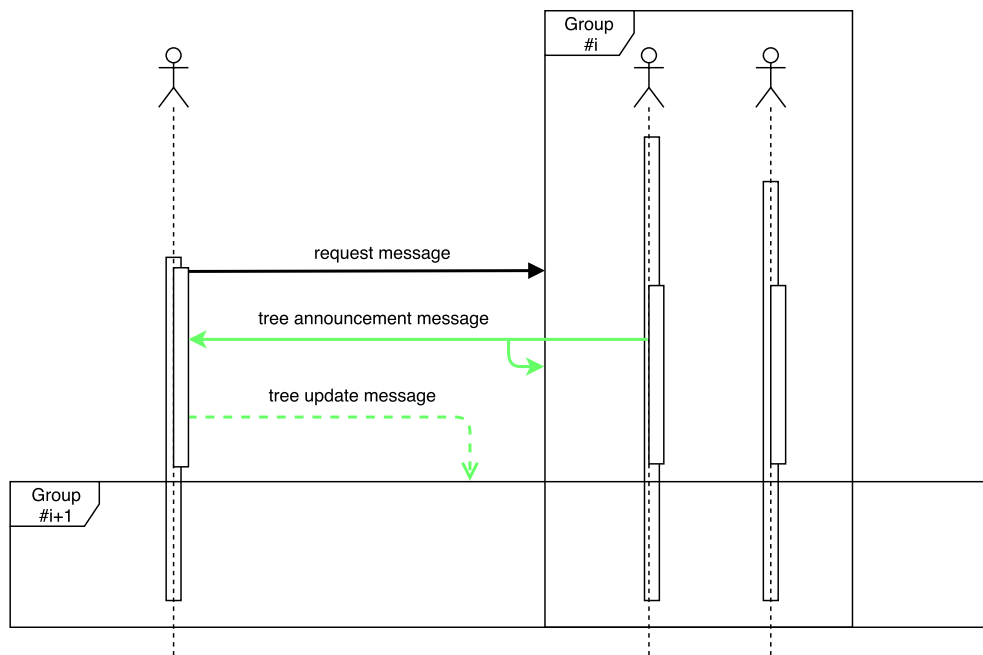 Group
#i
request message
tree announcement message
tree update message
Group
#i+1